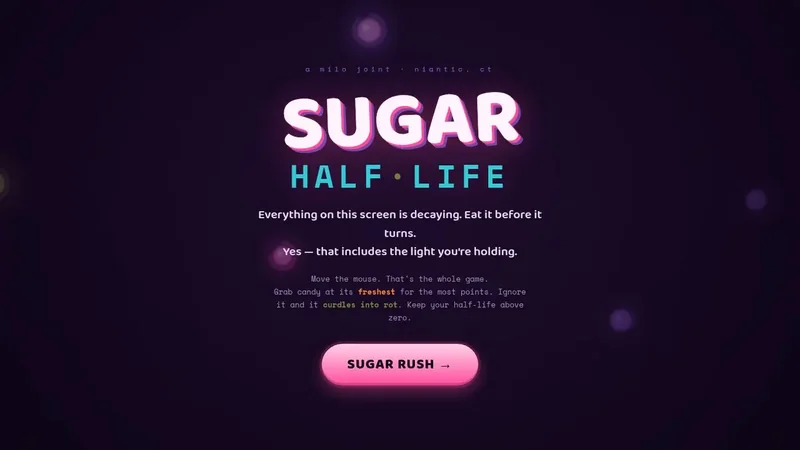 a milo joint · niantic, ct
SUGAR
HALF·LIFE
Everything on this screen is decaying. Eat it before it
turns.
Yes — that includes the light you're holding.
Move the mouse. That's the whole game.
Grab candy at its freshest for the most points. Ignore
it and it curdles into rot. Keep your half-life above
zero.
SUGAR RUSH →